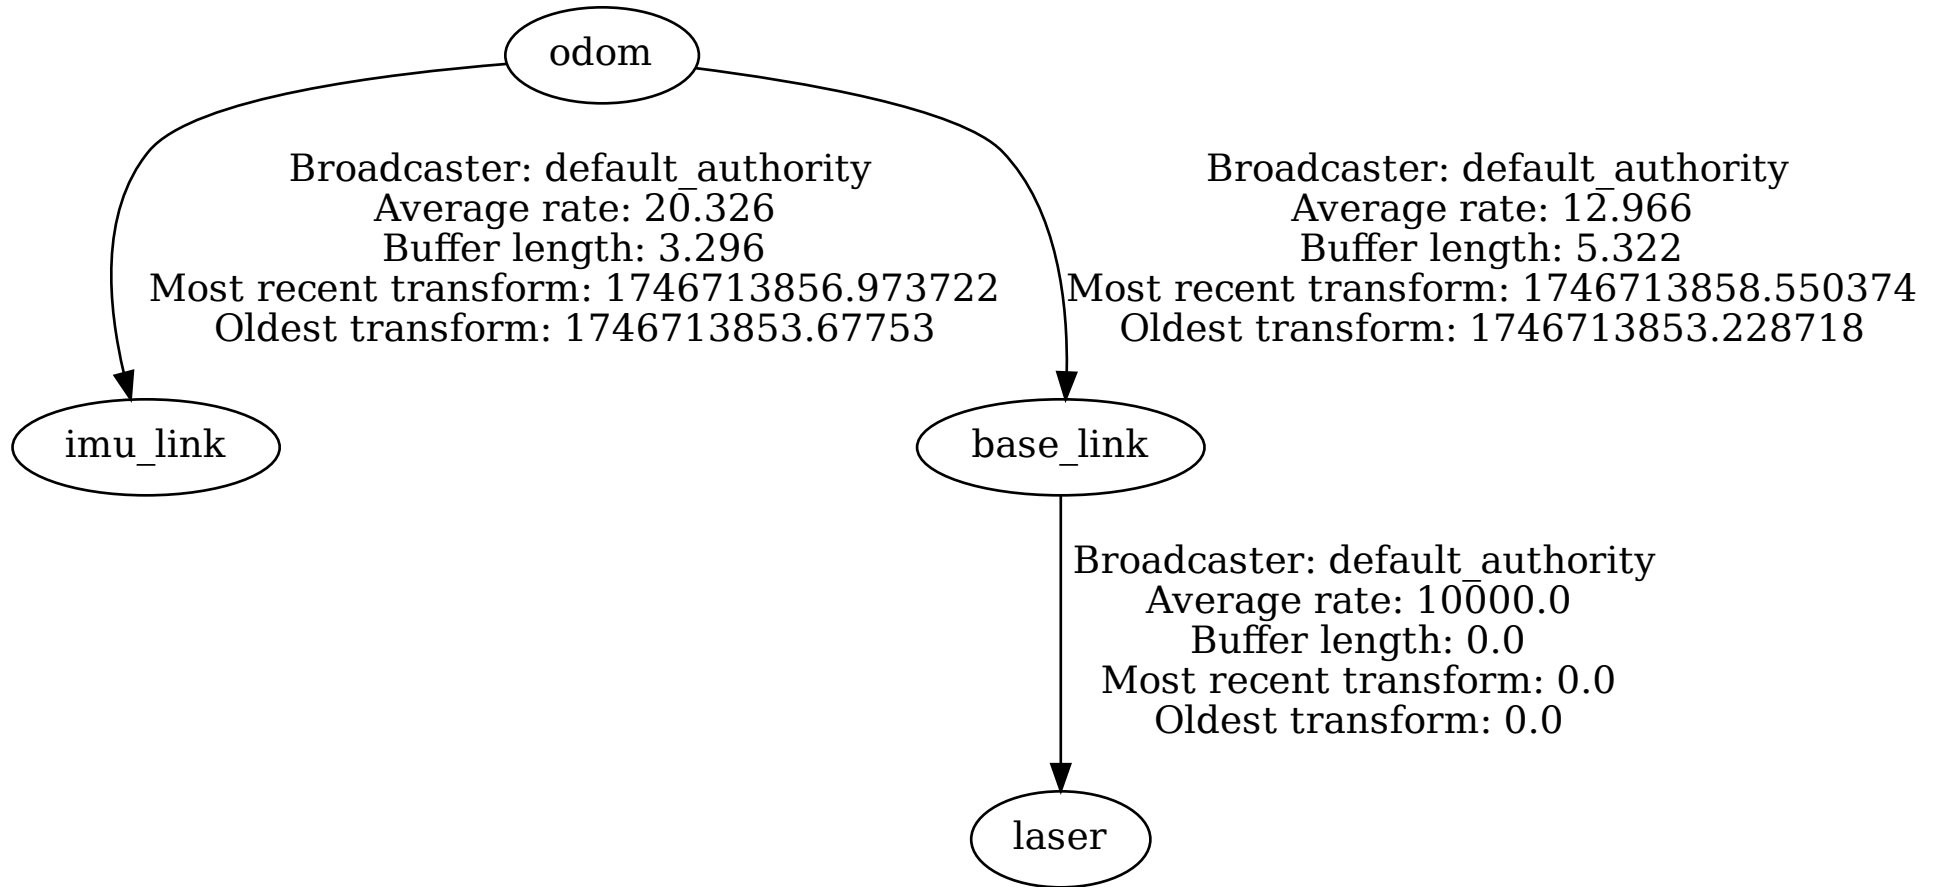 odom
Broadcaster: default_authority
Average rate: 20.326
Buffer length: 3.296
Most recent transform: 1746713856.973722
Oldest transform: 1746713853.67753
Broadcaster: default_authority
Average rate: 12.966
Buffer length: 5.322
Most recent transform: 1746713858.550374
Oldest transform: 1746713853.228718
imu_link
base_link
Broadcaster: default_authority
Average rate: 10000.0
Buffer length: 0.0
Most recent transform: 0.0
Oldest transform: 0.0
laser